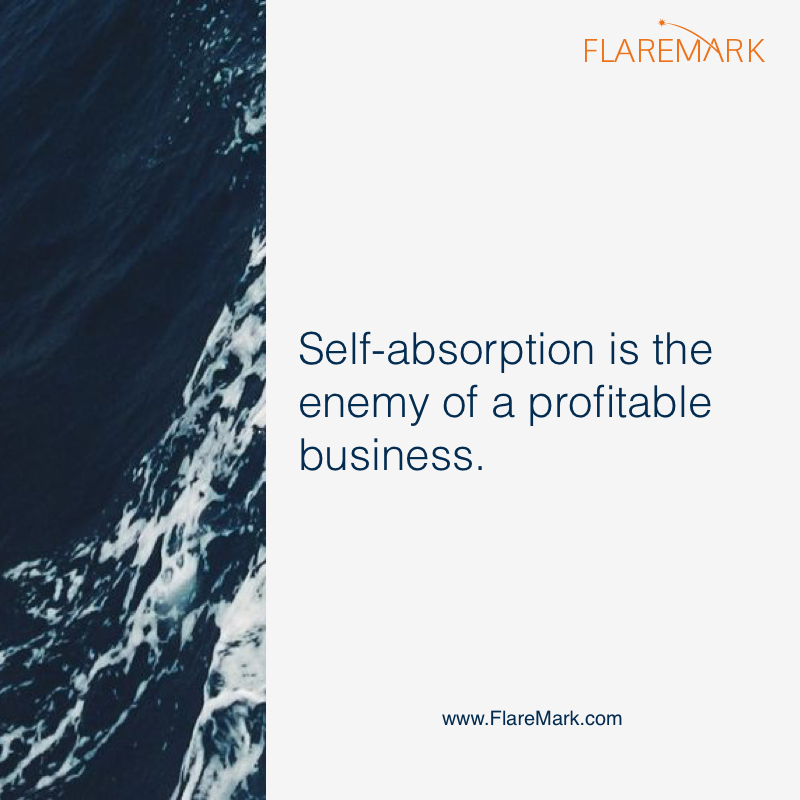 FLAREMARK
Self-absorption is the
enemy of a profitable
business.
www.FlareMark.com